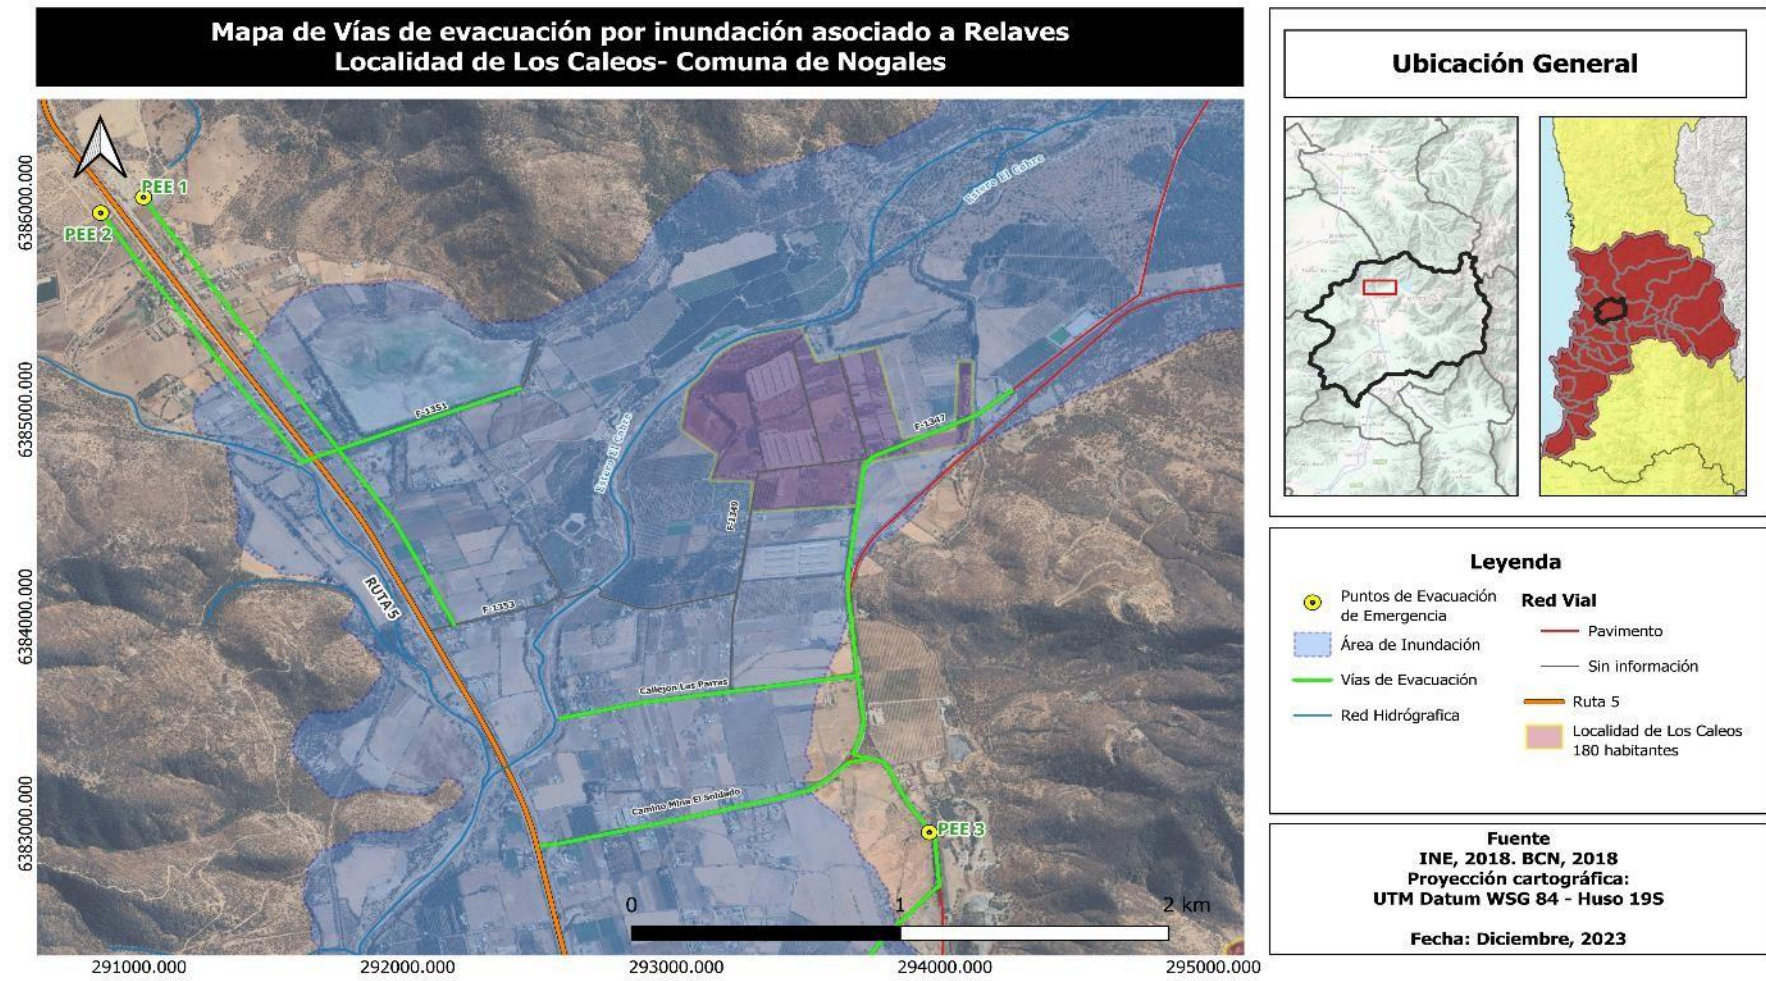 Mapa de Vías de evacuación por inundación asociado a Relaves
Localidad de Los Caleos- Comuna de Nogales
6386000.000
6385000.000
6384000.000
6383000.000
PEE 1
PEE 2
Estero El Cobre
F-1351
F-1347
Estero El Cobre
F-1349
RUTA 5
F-1353
Callejon Las Parras
Camino Mina El Soldado
PEE 3
0
1
2 km
291000.000
292000.000
293000.000
294000.000
295000.000
Ubicación General
Leyenda
Puntos de Evacuación
de Emergencia
Área de Inundación
Vías de Evacuación
Red Hidrógrafica
Red Vial
Pavimento
Sin información
Ruta 5
Localidad de Los Caleos
180 habitantes
Fuente
INE, 2018. BCN, 2018
Proyección cartográfica:
UTM Datum WSG 84 - Huso 19S
Fecha: Diciembre, 2023